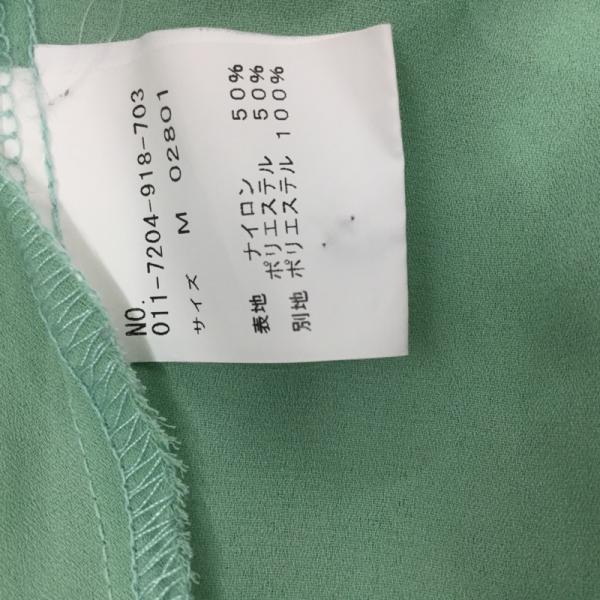 NO.
011-7204-918-703
サイズ M 02801
表地 ナイロン 50%
ポリエステル 50%
別地 ポリエステル 100%